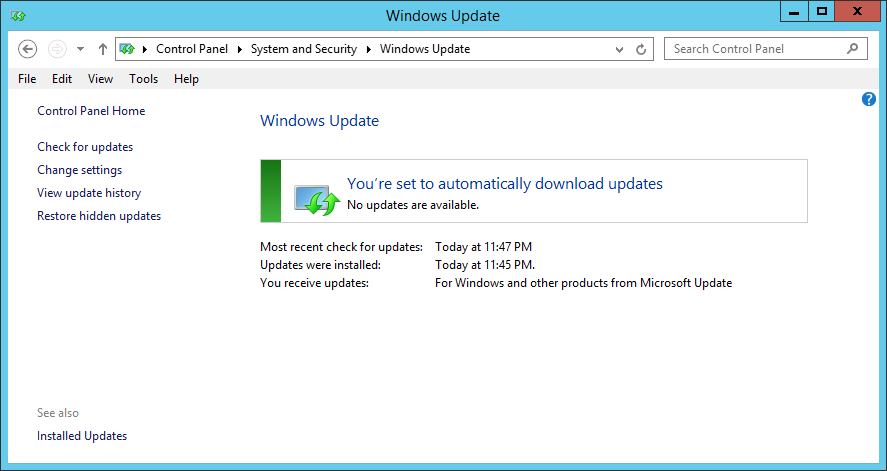 Windows Update
Control Panel System and Security Windows Update
Search Control Panel
File Edit View Tools Help
Control Panel Home
Check for updates
Change settings
View update history
Restore hidden updates
Windows Update
You're set to automatically download updates
No updates are available.
Most recent check for updates: Today at 11:47 PM
Updates were installed: Today at 11:45 PM.
You receive updates: For Windows and other products from Microsoft Update
See also
Installed Updates